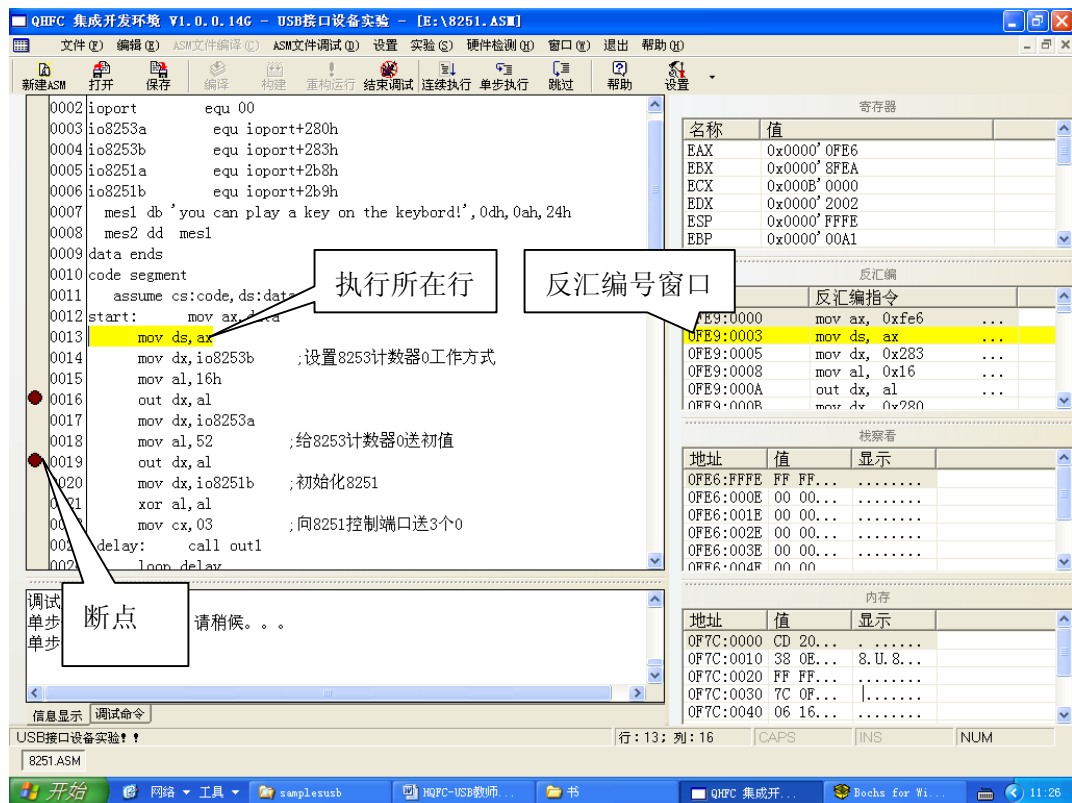 QHFC 集成开发环境 V1.0.0.14G - USB接口设备实验 - [E:\8251.ASM]
文件(F) 编辑(E) ASM文件编译(C) ASM文件调试(D) 设置 实验(S) 硬件检测(H) 窗口(W) 退出 帮助(H)
新建ASM 打开 保存 编译 构建 重构运行 结束调试 连续执行 单步执行 跳过 帮助 设置
0002 ioport equ 00
0003 io8253a equ ioport+280h
0004 io8253b equ ioport+283h
0005 io8251a equ ioport+2b8h
0006 io8251b equ ioport+2b9h
0007 mes1 db 'you can play a key on the keybord!',0dh,0ah,24h
0008 mes2 dd mes1
0009 data ends
0010 code segment
0011 assume cs:code,ds:data
0012 start: mov ax,data
0013 mov ds,ax
0014 mov dx,io8253b ;设置8253计数器0工作方式
0015 mov al,16h
0016 out dx,al
0017 mov dx,io8253a
0018 mov al,52 ;给8253计数器0送初值
0019 out dx,al
0020 mov dx,io8251b ;初始化8251
xor al,al
mov cx,03 ;向8251控制端口送3个0
delay: call out1
loop delay
执行所在行
反汇编号窗口
断点
寄存器
名称 值
EAX 0x0000'0FE6
EBX 0x0000'8FEA
ECX 0x000B'0000
EDX 0x0000'2002
ESP 0x0000'FFFE
EBP 0x0000'00A1
反汇编
反汇编指令
0FE9:0000 mov ax, 0xfe6 ...
0FE9:0003 mov ds, ax ...
0FE9:0005 mov dx, 0x283 ...
0FE9:0008 mov al, 0x16 ...
0FE9:000A out dx, al ...
0FE9:000B mov dx, 0x280
栈察看
地址 值 显示
0FE6:FFFE FF FF... ........
0FE6:000E 00 00... ........
0FE6:001E 00 00... ........
0FE6:002E 00 00... ........
0FE6:003E 00 00... ........
0FE6:004E 00 00
内存
地址 值 显示
0F7C:0000 CD 20... . ......
0F7C:0010 38 0E... 8.U.8...
0F7C:0020 FF FF... ........
0F7C:0030 7C 0F... |.......
0F7C:0040 06 16... ........
调试
单步 请稍候。。。
单步
信息显示 调试命令
USB接口设备实验!! 行:13; 列:16 CAPS INS NUM
8251.ASM
开始 网络 工具 samplesusb HQFC-USB教师... 书 QHFC 集成开... Bochs for Wi... 11:26